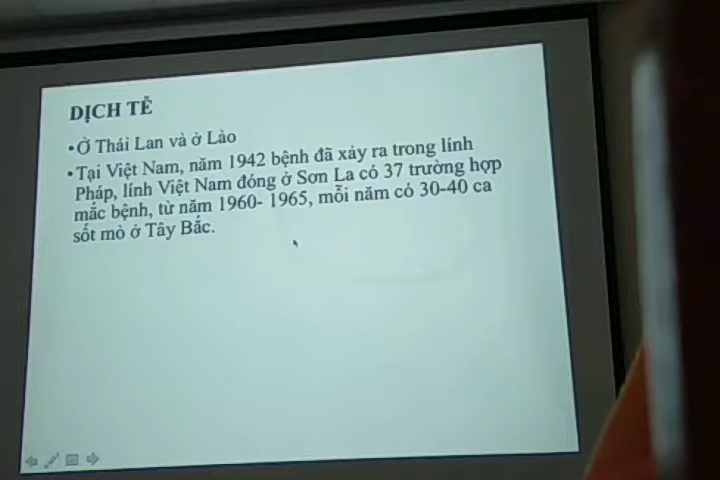 DỊCH TỄ
•Ở Thái Lan và ở Lào
•Tại Việt Nam, năm 1942 bệnh đã xảy ra trong lính
Pháp, lính Việt Nam đóng ở Sơn La có 37 trường hợp
mắc bệnh, từ năm 1960- 1965, mỗi năm có 30-40 ca
sốt mò ở Tây Bắc.